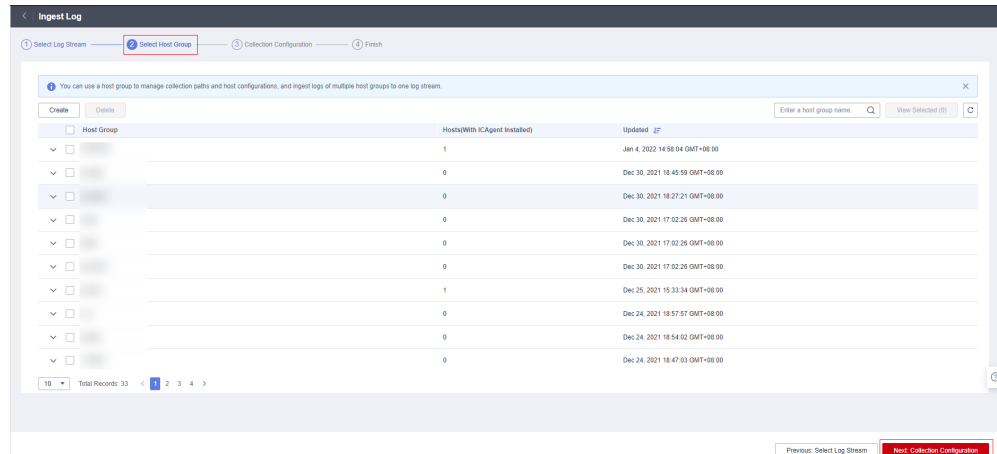 Ingest Log
1 Select Log Stream 2 Select Host Group 3 Collection Configuration 4 Finish
You can use a host group to manage collection paths and host configurations, and ingest logs of multiple host groups to one log stream.
Create Delete Enter a host group name. View Selected (0)
Host Group Hosts(With ICAgent Installed) Updated
1 Jan 4, 2022 14:58:04 GMT+08:00
0 Dec 30, 2021 18:45:59 GMT+08:00
0 Dec 30, 2021 18:27:21 GMT+08:00
0 Dec 30, 2021 17:02:26 GMT+08:00
0 Dec 30, 2021 17:02:26 GMT+08:00
0 Dec 30, 2021 17:02:26 GMT+08:00
1 Dec 25, 2021 15:33:34 GMT+08:00
0 Dec 24, 2021 18:57:57 GMT+08:00
0 Dec 24, 2021 18:54:02 GMT+08:00
0 Dec 24, 2021 18:47:03 GMT+08:00
10 Total Records: 33 < 1 2 3 4 >
Previous: Select Log Stream Next: Collection Configuration